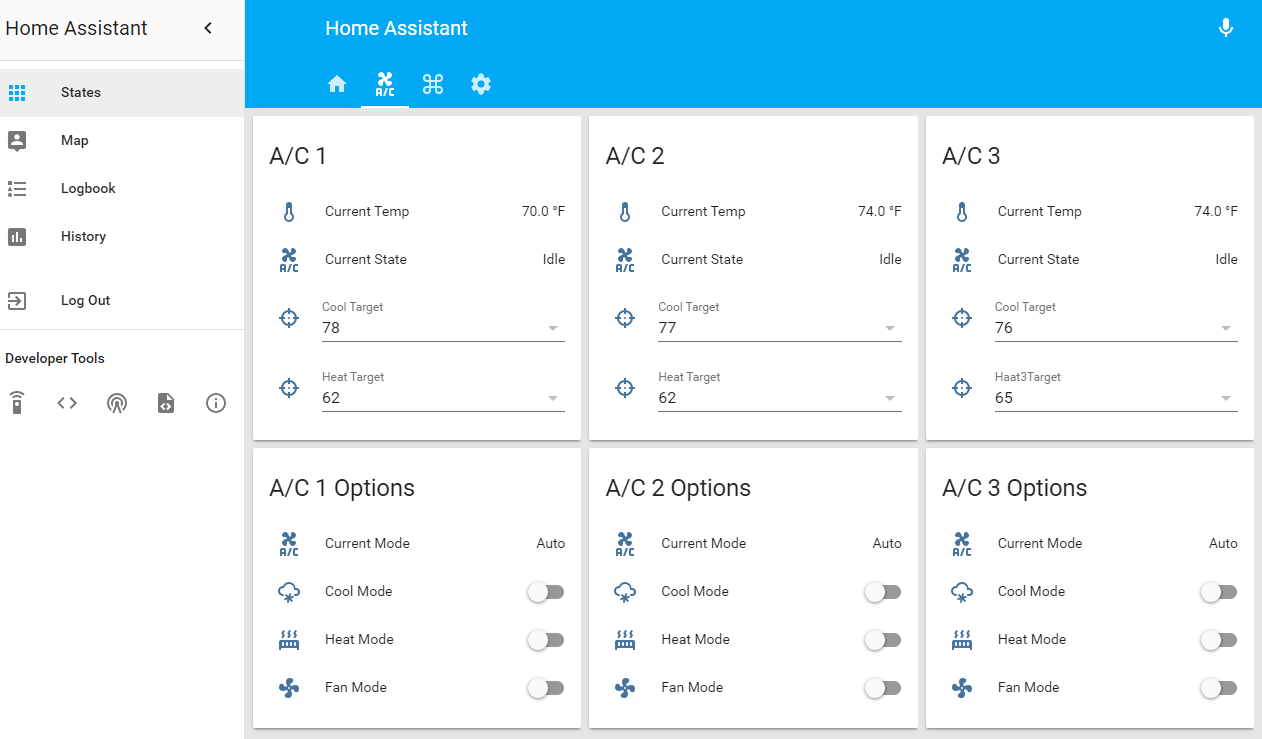 Home Assistant
States
Map
Logbook
History
Log Out
Developer Tools
Home Assistant
A/C
A/C 1
Current Temp 70.0 °F
A/C Current State Idle
Cool Target
78
Heat Target
62
A/C 2
Current Temp 74.0 °F
A/C Current State Idle
Cool Target
77
Heat Target
62
A/C 3
Current Temp 74.0 °F
A/C Current State Idle
Cool Target
76
Haat3Target
65
A/C 1 Options
A/C Current Mode Auto
Cool Mode
Heat Mode
Fan Mode
A/C 2 Options
A/C Current Mode Auto
Cool Mode
Heat Mode
Fan Mode
A/C 3 Options
A/C Current Mode Auto
Cool Mode
Heat Mode
Fan Mode